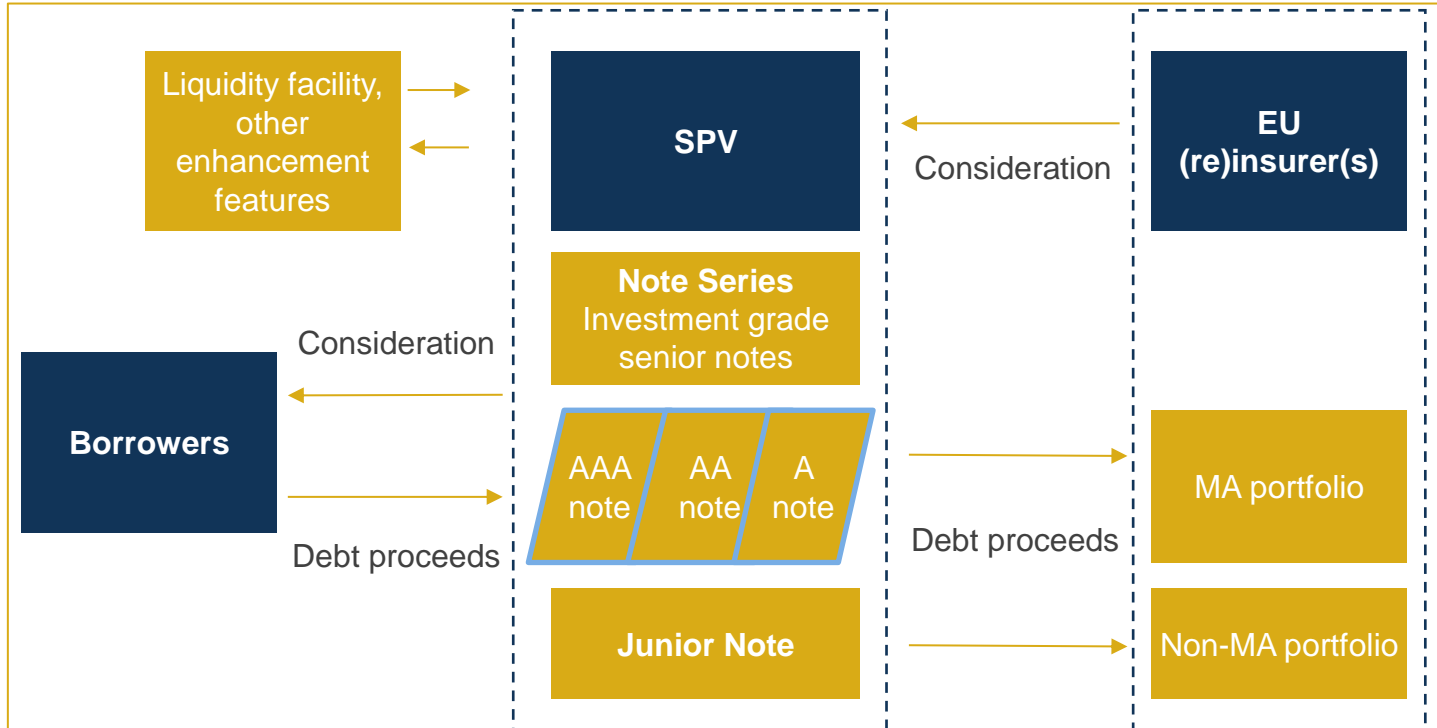 Liquidity facility,
other
enhancement
features
SPV
Consideration
EU
(re)insurer(s)
Note Series
Investment grade
senior notes
Consideration
Borrowers
Debt proceeds
AAA
note
AA
note
A
note
Debt proceeds
MA portfolio
Junior Note
Non-MA portfolio